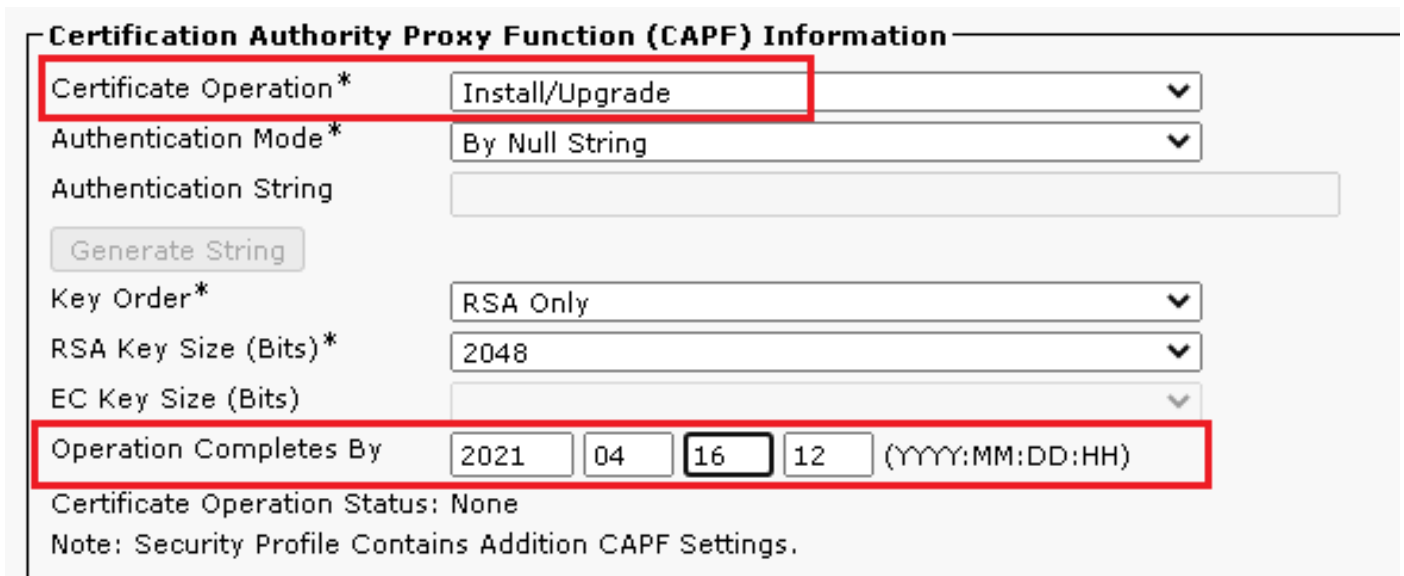 Certification Authority Proxy Function (CAPF) Information
Certificate Operation* Install/Upgrade
Authentication Mode* By Null String
Authentication String
Generate String
Key Order* RSA Only
RSA Key Size (Bits)* 2048
EC Key Size (Bits)
Operation Completes By 2021 04 16 12 (YYYY:MM:DD:HH)
Certificate Operation Status: None
Note: Security Profile Contains Addition CAPF Settings.